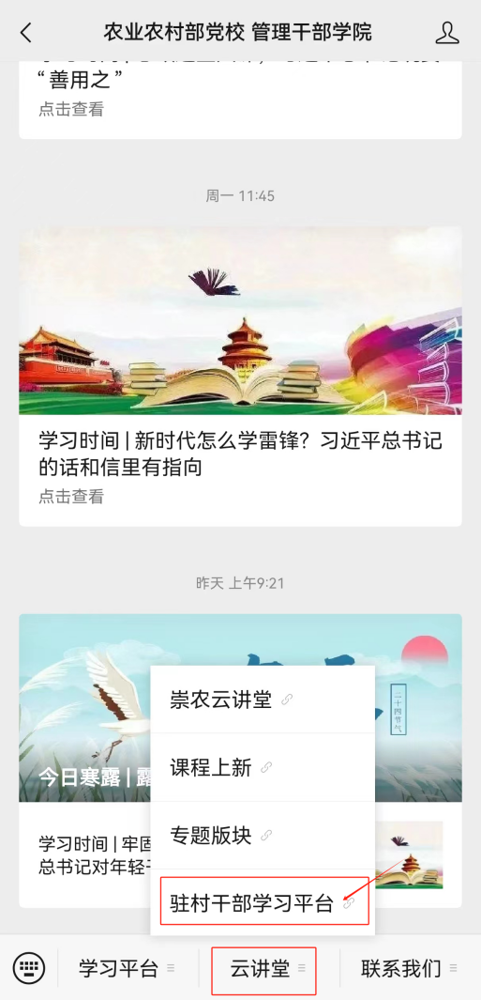 农业农村部党校 管理干部学院
“善用之”
点击查看
周一 11:45
学习时间 | 新时代怎么学雷锋？习近平总书记
的话和信里有指向
点击查看
昨天 上午9:21
二十四节气
崇农云讲堂
课程上新
今日寒露 | 露
专题版块
学习时间 | 牢固
总书记对年轻干
驻村干部学习平台
学习平台
云讲堂
联系我们